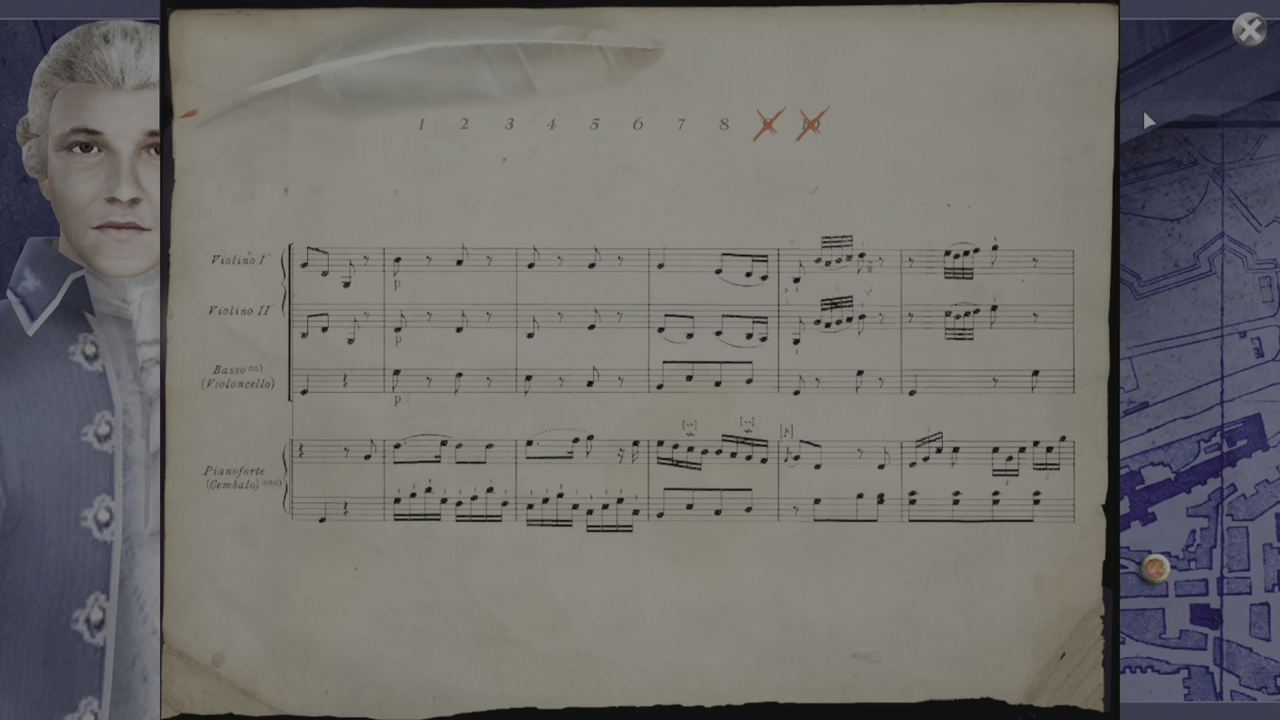 1 2 3 4 5 6 7 8
Violino I
p
Violino II
p
Basso
(Violoncello)
p
Pianoforte
(Cembalo)